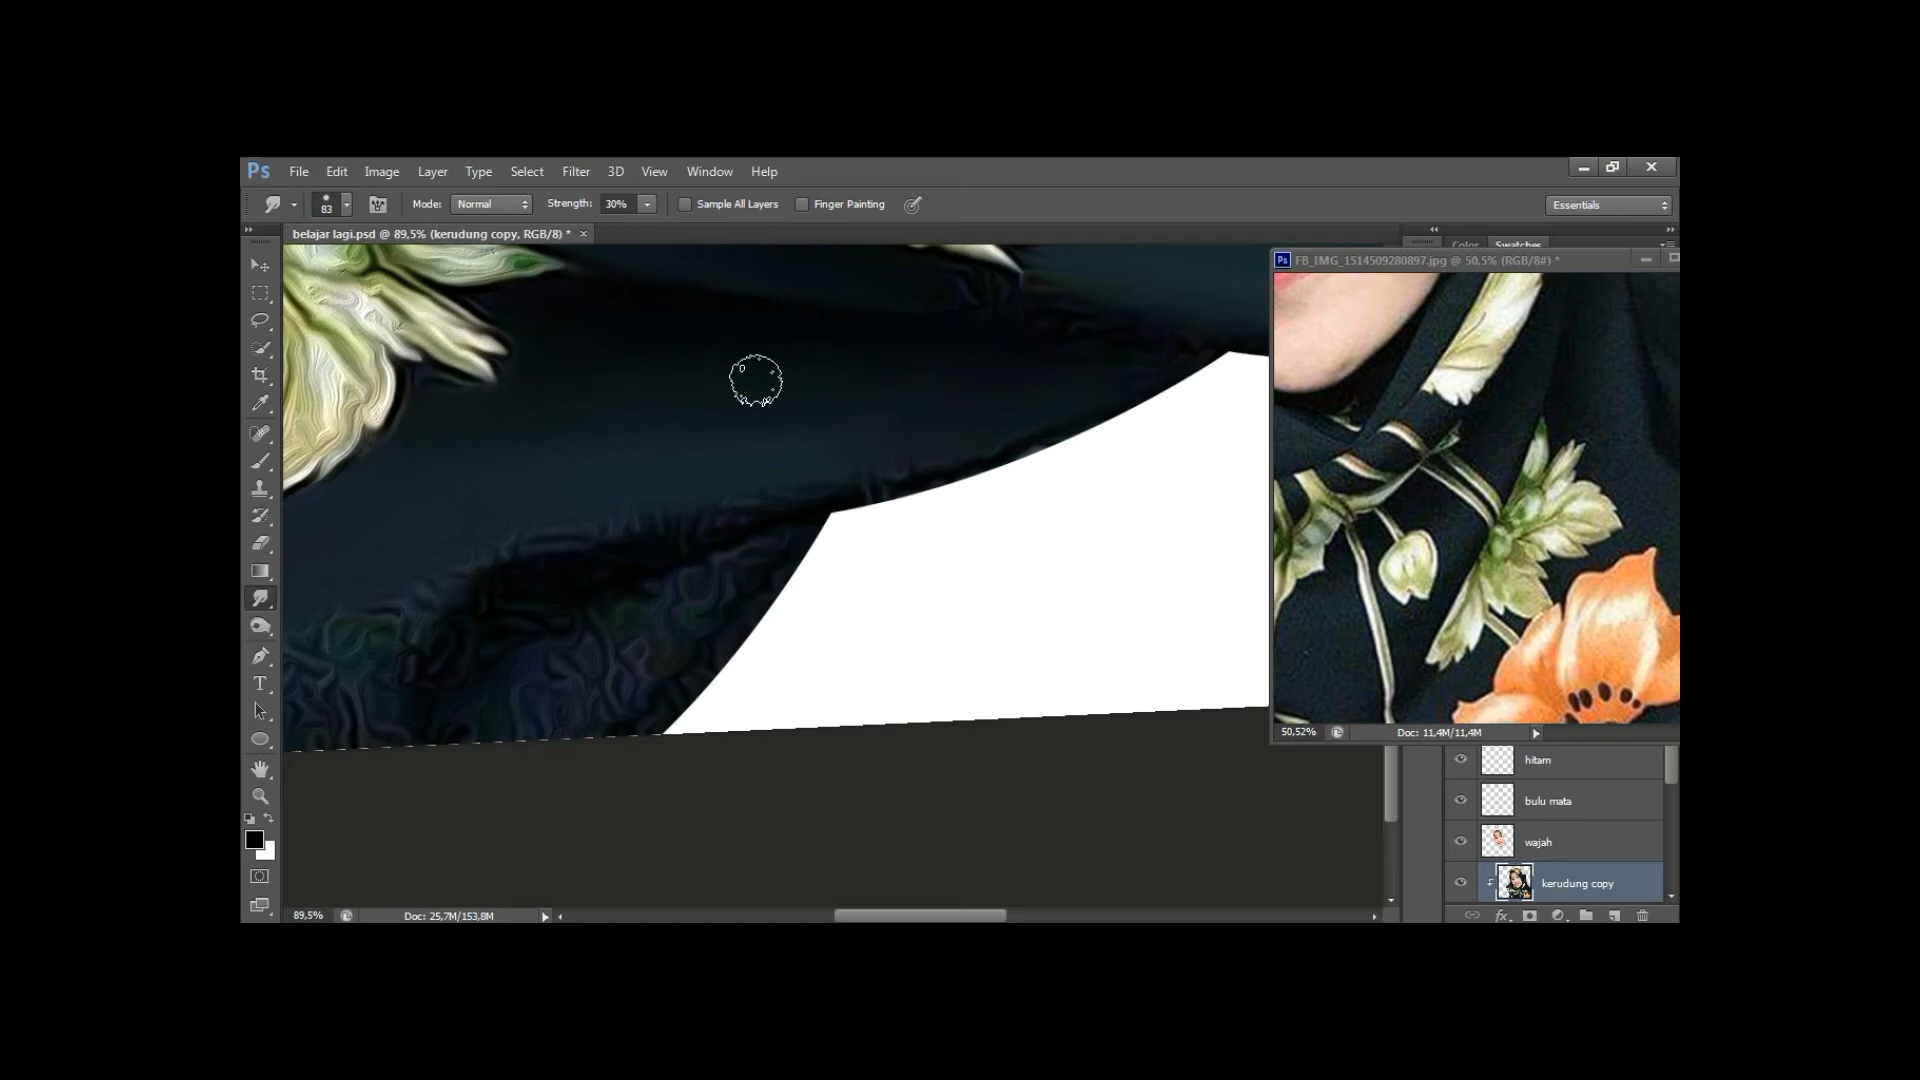 Ps File Edit Image Layer Type Select Filter 3D View Window Help
83 Mode: Normal Strength: 30% Sample All Layers Finger Painting Essentials
belajar lagi.psd @ 89,5% (kerudung copy, RGB/8) *
Color Swatches
Ps FB_IMG_1514509280897.jpg @ 50,5% (RGB/8#) *
50,52% Doc: 11,4M/11,4M
hitam
bulu mata
wajah
kerudung copy
89,5% Doc: 25,7M/153,8M